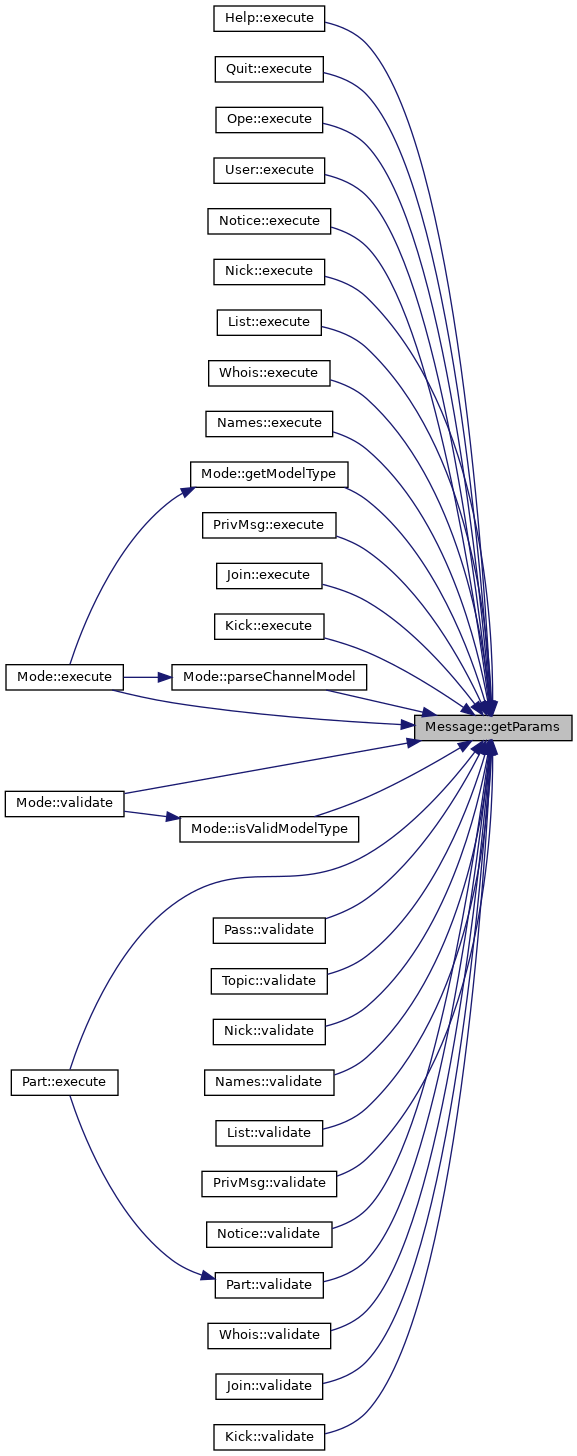 Help::execute
Quit::execute
Ope::execute
User::execute
Notice::execute
Nick::execute
List::execute
Whois::execute
Names::execute
Mode::getModelType
PrivMsg::execute
Join::execute
Kick::execute
Mode::execute
Mode::parseChannelModel
Message::getParams
Mode::validate
Mode::isValidModelType
Pass::validate
Topic::validate
Nick::validate
Part::execute
Names::validate
List::validate
PrivMsg::validate
Notice::validate
Part::validate
Whois::validate
Join::validate
Kick::validate